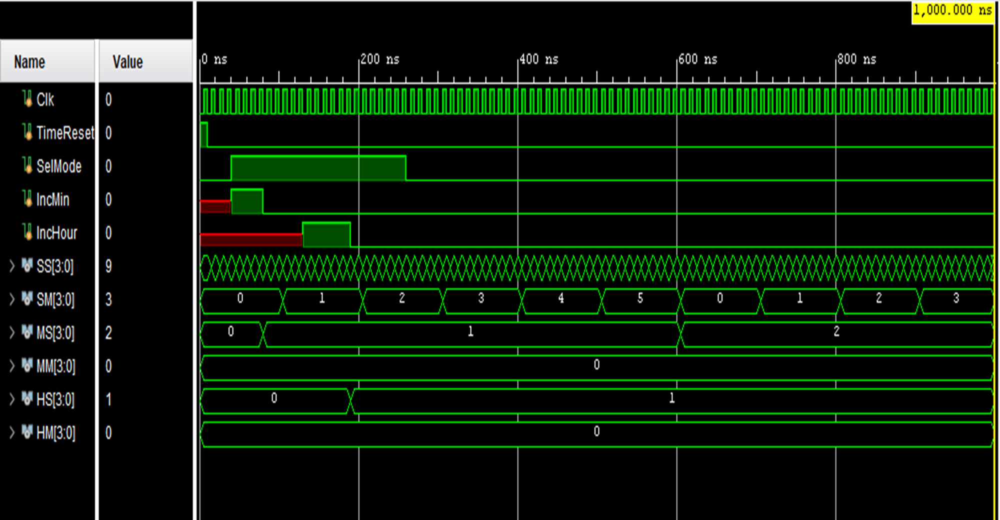 1,000.000 ns
Name Value
0 ns 200 ns 400 ns 600 ns 800 ns
Clk 0
TimeReset 0
SelMode 0
IncMin 0
IncHour 0
SS[3:0] 9
SM[3:0] 3 0 1 2 3 4 5 0 1 2 3
MS[3:0] 2 0 1 2
MM[3:0] 0 0
HS[3:0] 1 0 1
HM[3:0] 0 0